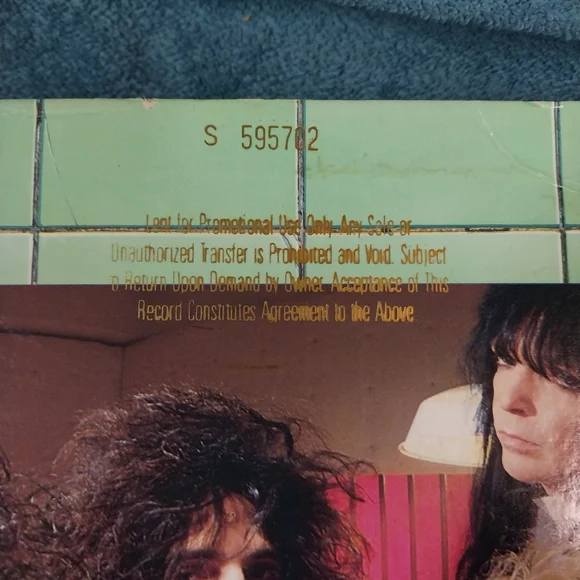 S 595702
Lent for Promotional Use Only. Any Sale or
Unauthorized Transfer is Prohibited and Void. Subject
o Return Upon Demand by Owner. Acceptance of This
Record Constitutes Agreement to the Above